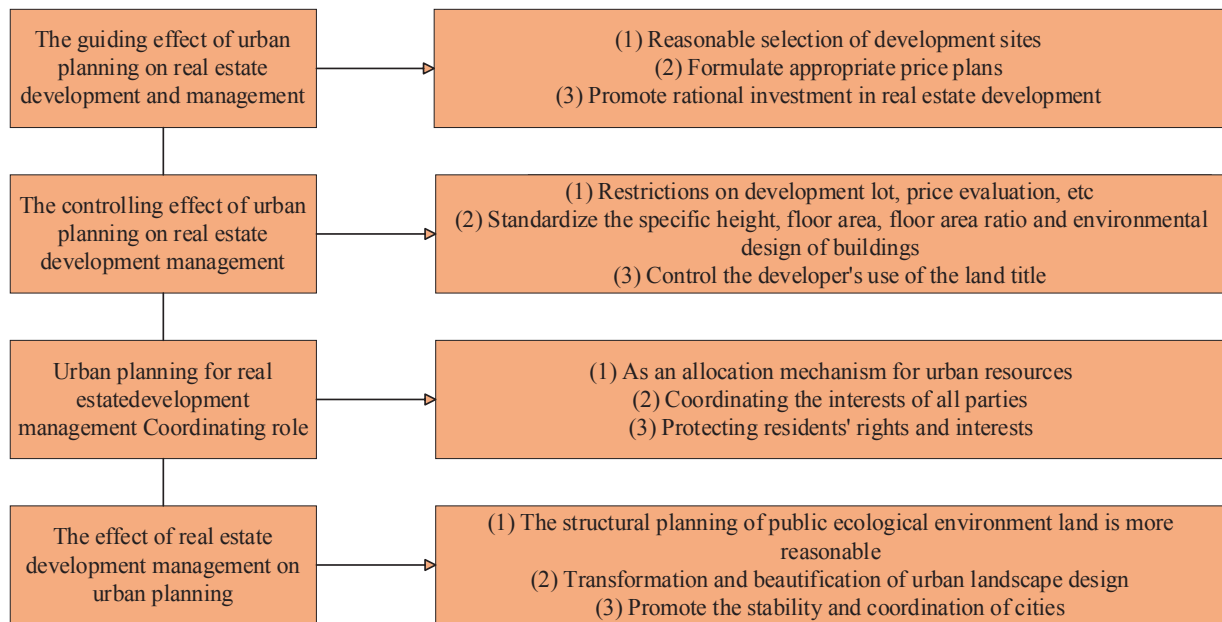 The guiding effect of urban
planning on real estate
development and management
(1) Reasonable selection of development sites
(2) Formulate appropriate price plans
(3) Promote rational investment in real estate development
The controlling effect of urban
planning on real estate
development management
(1) Restrictions on development lot, price evaluation, etc
(2) Standardize the specific height, floor area, floor area ratio and environmental
design of buildings
(3) Control the developer's use of the land title
Urban planning for real
estatedevelopment
management Coordinating role
(1) As an allocation mechanism for urban resources
(2) Coordinating the interests of all parties
(3) Protecting residents' rights and interests
The effect of real estate
development management on
urban planning
(1) The structural planning of public ecological environment land is more
reasonable
(2) Transformation and beautification of urban landscape design
(3) Promote the stability and coordination of cities